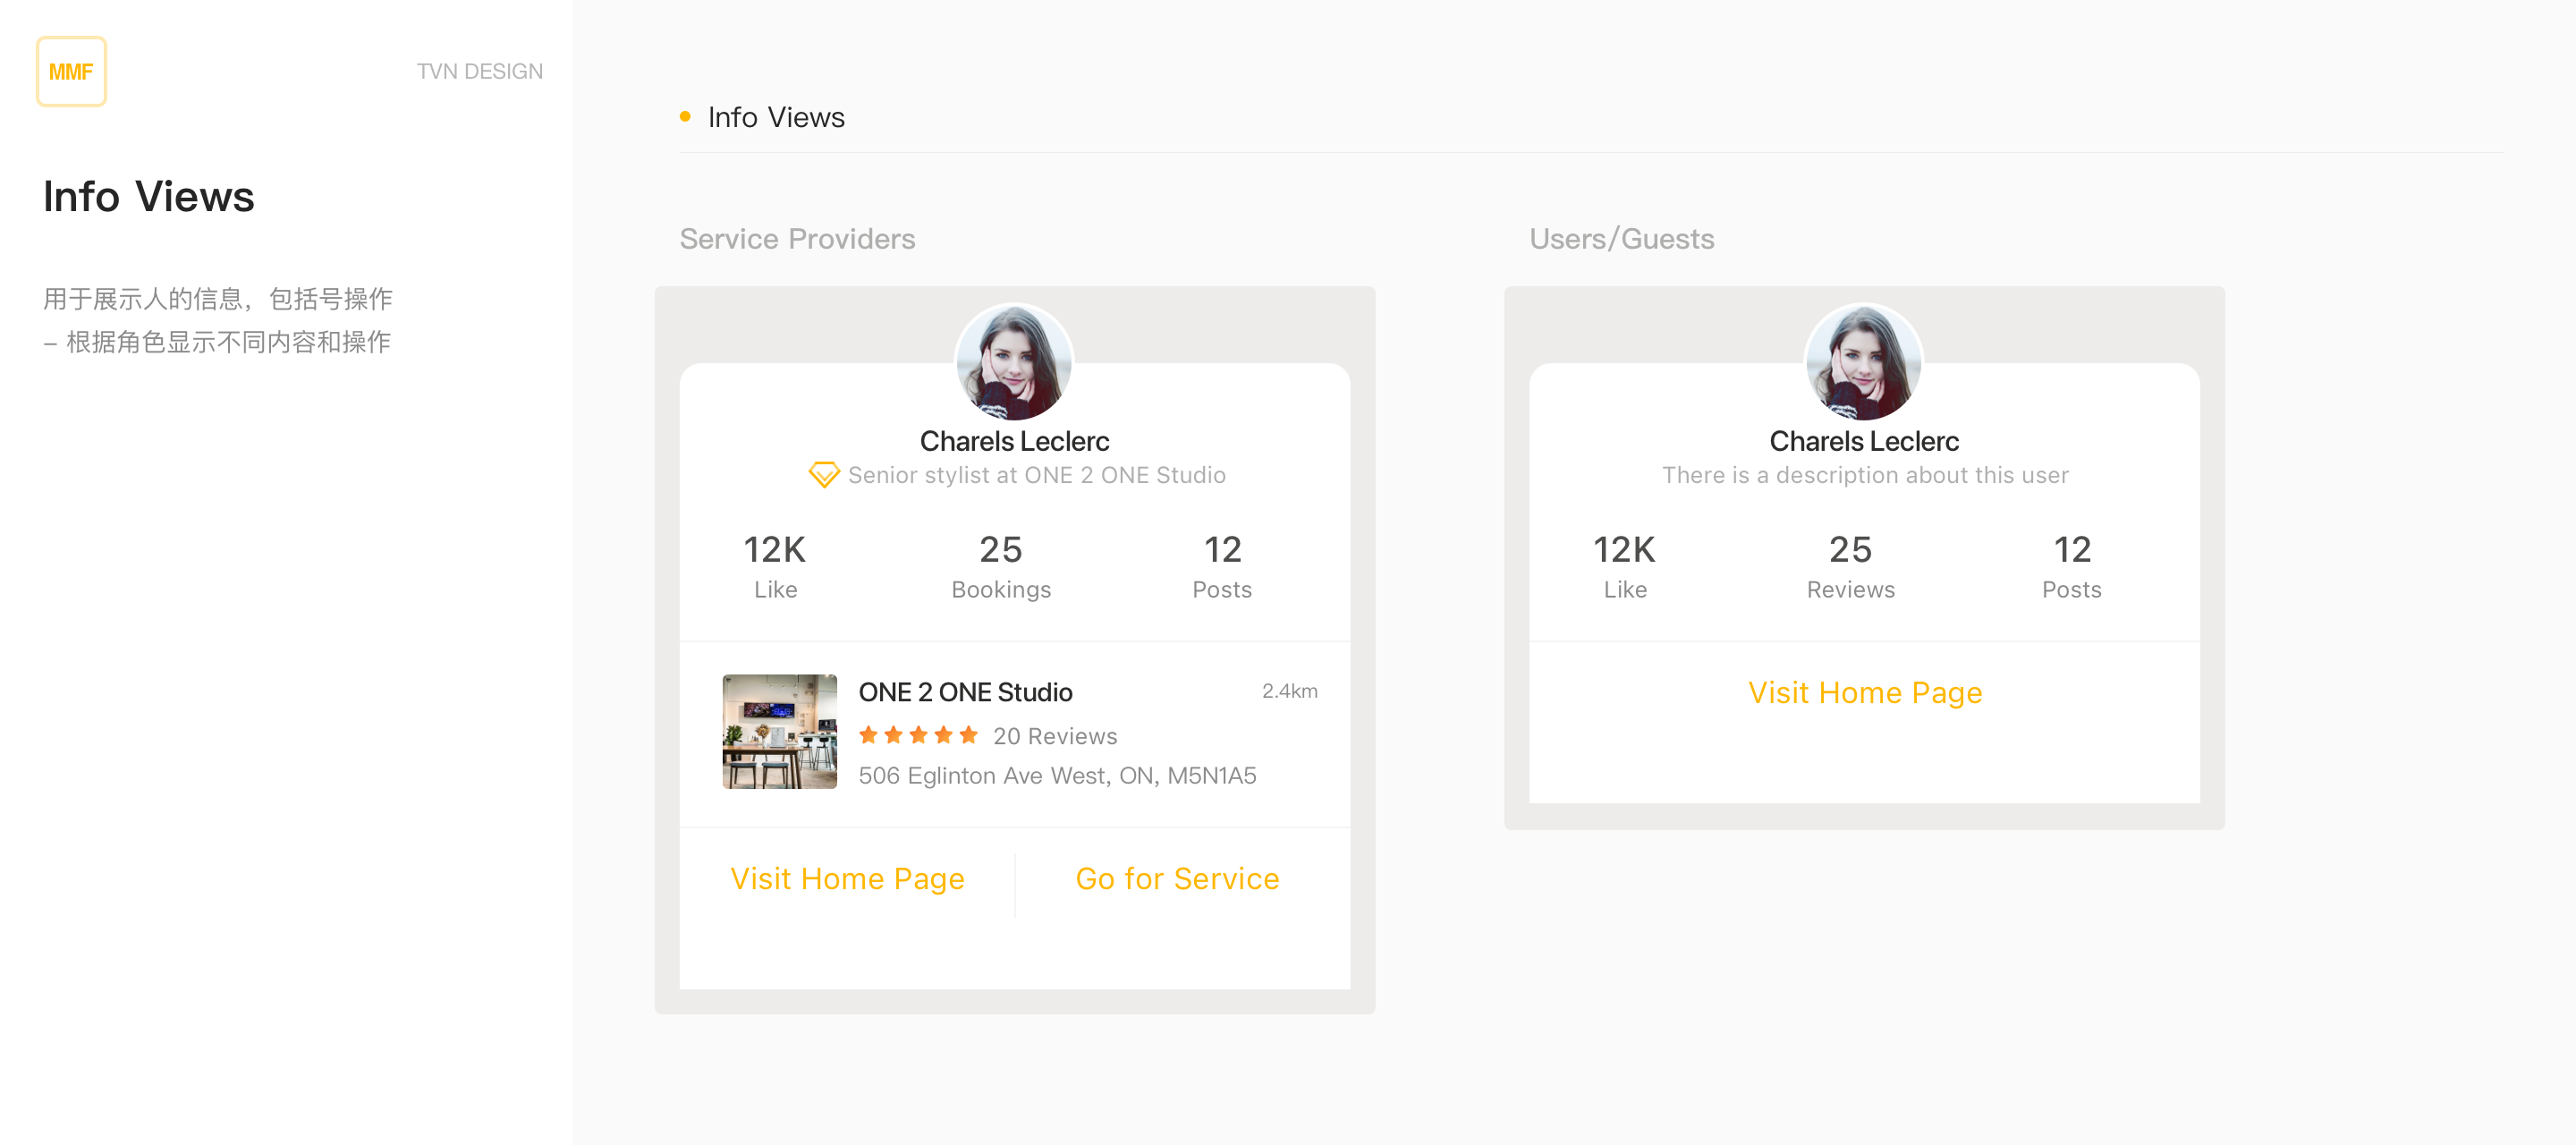 MMF
TVN DESIGN
Info Views
用于展示人的信息，包括号操作
– 根据角色显示不同内容和操作
Info Views
Service Providers
Charels Leclerc
Senior stylist at ONE 2 ONE Studio
12K
25
12
Like
Bookings
Posts
ONE 2 ONE Studio
2.4km
20 Reviews
506 Eglinton Ave West, ON, M5N1A5
Visit Home Page
Go for Service
Users/Guests
Charels Leclerc
There is a description about this user
12K
25
12
Like
Reviews
Posts
Visit Home Page